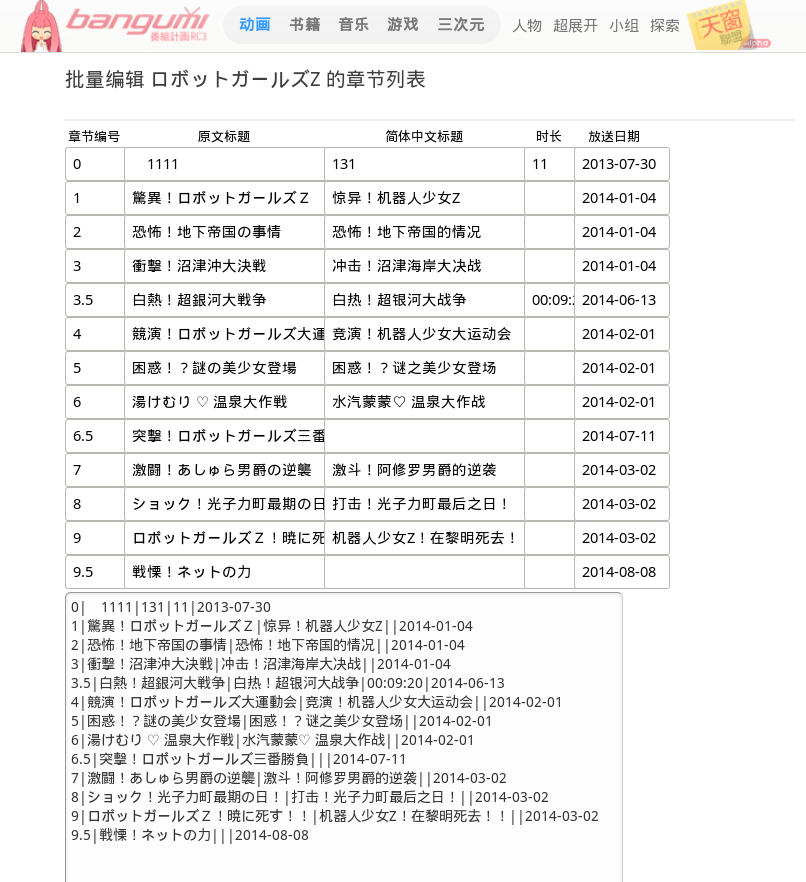 bangumi
番組計画RC3
动画 书籍 音乐 游戏 三次元 人物 超展开 小组 探索
天窗
聯盟
alpha
批量编辑 ロボットガールズZ 的章节列表
章节编号 原文标题 简体中文标题 时长 放送日期
0 1111 131 11 2013-07-30
1 驚異！ロボットガールズＺ 惊异！机器人少女Z 2014-01-04
2 恐怖！地下帝国の事情 恐怖！地下帝国的情况 2014-01-04
3 衝撃！沼津沖大決戦 冲击！沼津海岸大决战 2014-01-04
3.5 白熱！超銀河大戦争 白热！超银河大战争 00:09: 2014-06-13
4 競演！ロボットガールズ大運 竞演！机器人少女大运动会 2014-02-01
5 困惑！？謎の美少女登場 困惑！？谜之美少女登场 2014-02-01
6 湯けむり ♡ 温泉大作戦 水汽蒙蒙♡ 温泉大作战 2014-02-01
6.5 突撃！ロボットガールズ三番 2014-07-11
7 激闘！あしゅら男爵の逆襲 激斗！阿修罗男爵的逆袭 2014-03-02
8 ショック！光子力町最期の日 打击！光子力町最后之日！ 2014-03-02
9 ロボットガールズＺ！暁に死 机器人少女Z！在黎明死去！ 2014-03-02
9.5 戦慄！ネットの力 2014-08-08
0|　1111|131|11|2013-07-30
1|驚異！ロボットガールズＺ|惊异！机器人少女Z||2014-01-04
2|恐怖！地下帝国の事情|恐怖！地下帝国的情况||2014-01-04
3|衝撃！沼津沖大決戦|冲击！沼津海岸大决战||2014-01-04
3.5|白熱！超銀河大戦争|白热！超银河大战争|00:09:20|2014-06-13
4|競演！ロボットガールズ大運動会|竞演！机器人少女大运动会||2014-02-01
5|困惑！？謎の美少女登場|困惑！？谜之美少女登场||2014-02-01
6|湯けむり ♡ 温泉大作戦|水汽蒙蒙♡ 温泉大作战||2014-02-01
6.5|突撃！ロボットガールズ三番勝負|||2014-07-11
7|激闘！あしゅら男爵の逆襲|激斗！阿修罗男爵的逆袭||2014-03-02
8|ショック！光子力町最期の日！|打击！光子力町最后之日！||2014-03-02
9|ロボットガールズＺ！暁に死す！！|机器人少女Z！在黎明死去！！||2014-03-02
9.5|戦慄！ネットの力|||2014-08-08